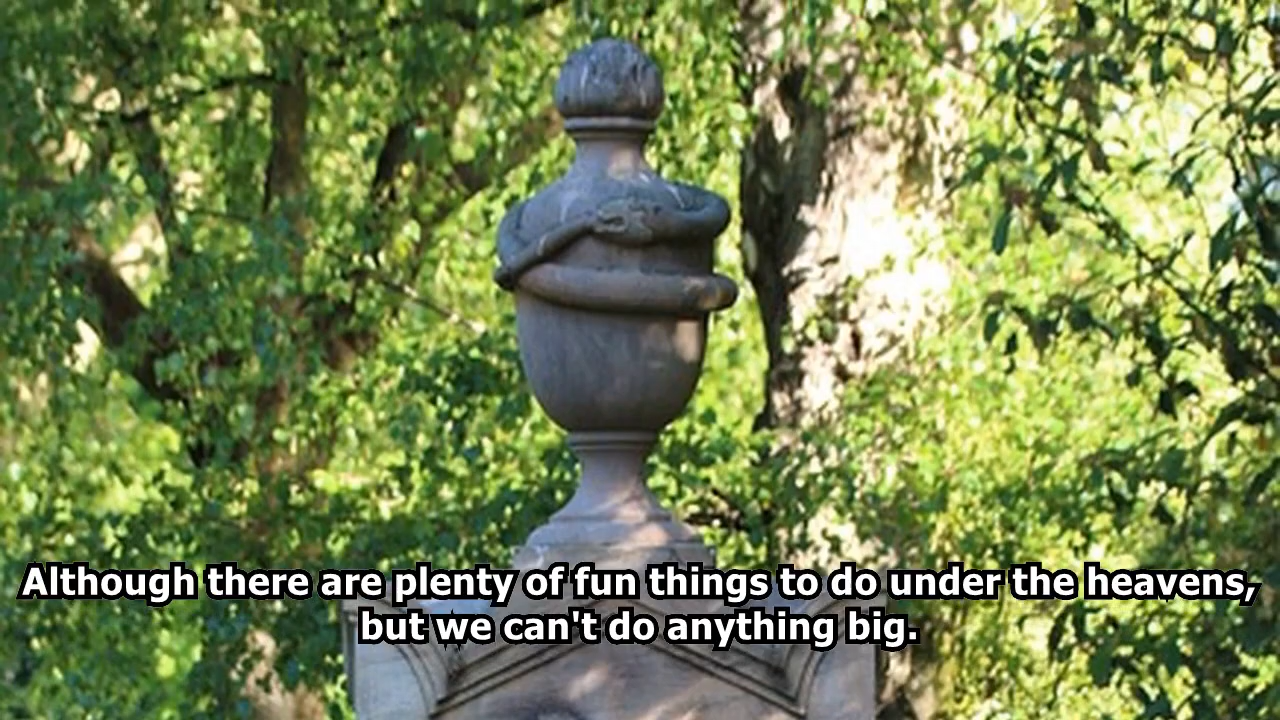 Although there are plenty of fun things to do under the heavens,
but we can't do anything big.